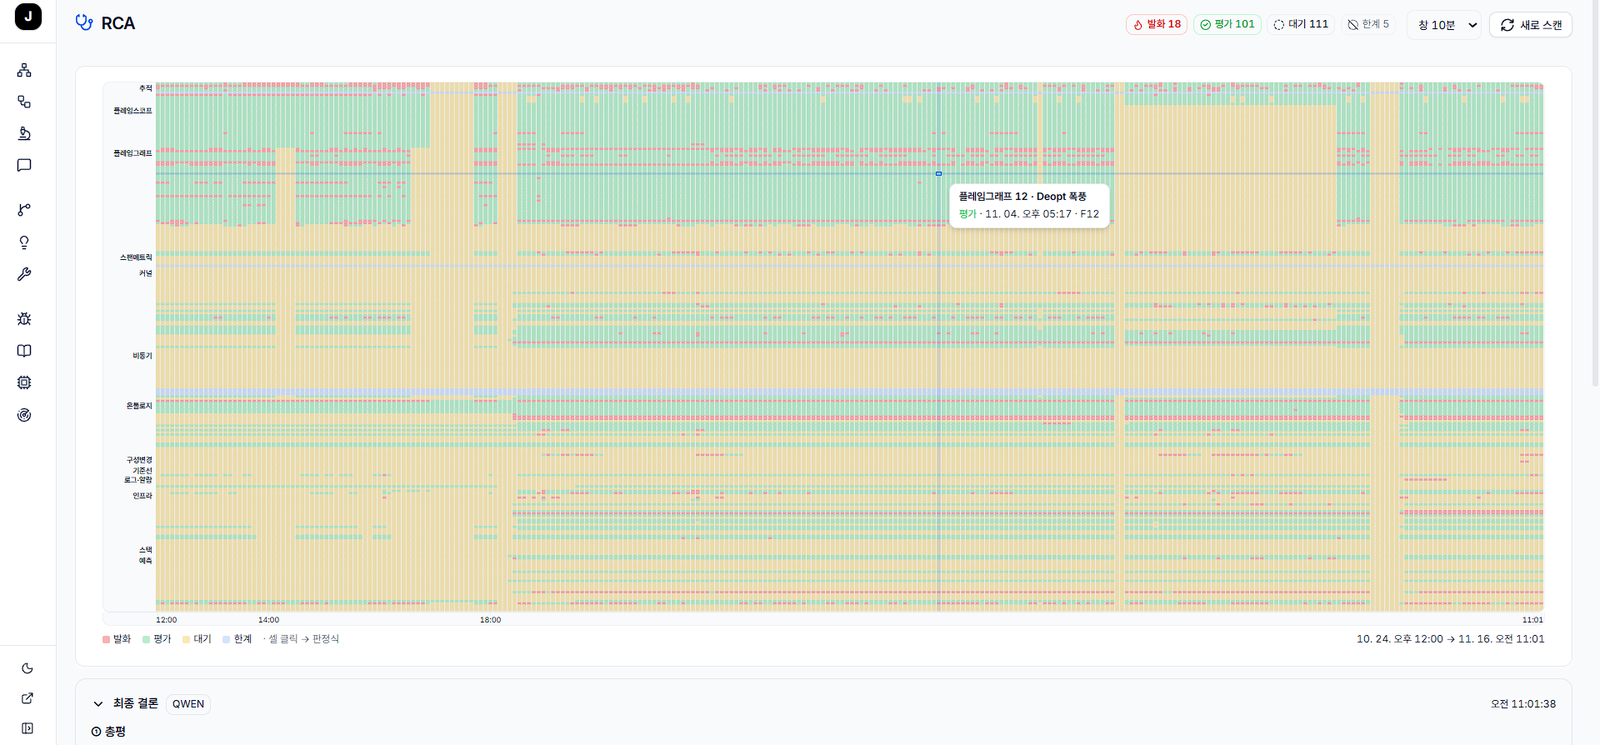 J
RCA
발화 18
평가 101
대기 111
한계 5
창 10분
새로 스캔
추적
플레임스코프
플레임그래프
스팬메트릭
커널
비동기
온톨로지
구성변경
기준선
로그·알람
인프라
스택
예측
플레임그래프 12 · Deopt 폭풍
평가 · 11. 04. 오후 05:17 · F12
12:00
14:00
18:00
11:01
발화
평가
대기
한계
· 셀 클릭 → 판정식
10. 24. 오후 12:00 → 11. 16. 오전 11:01
최종 결론
QWEN
오전 11:01:38
총평